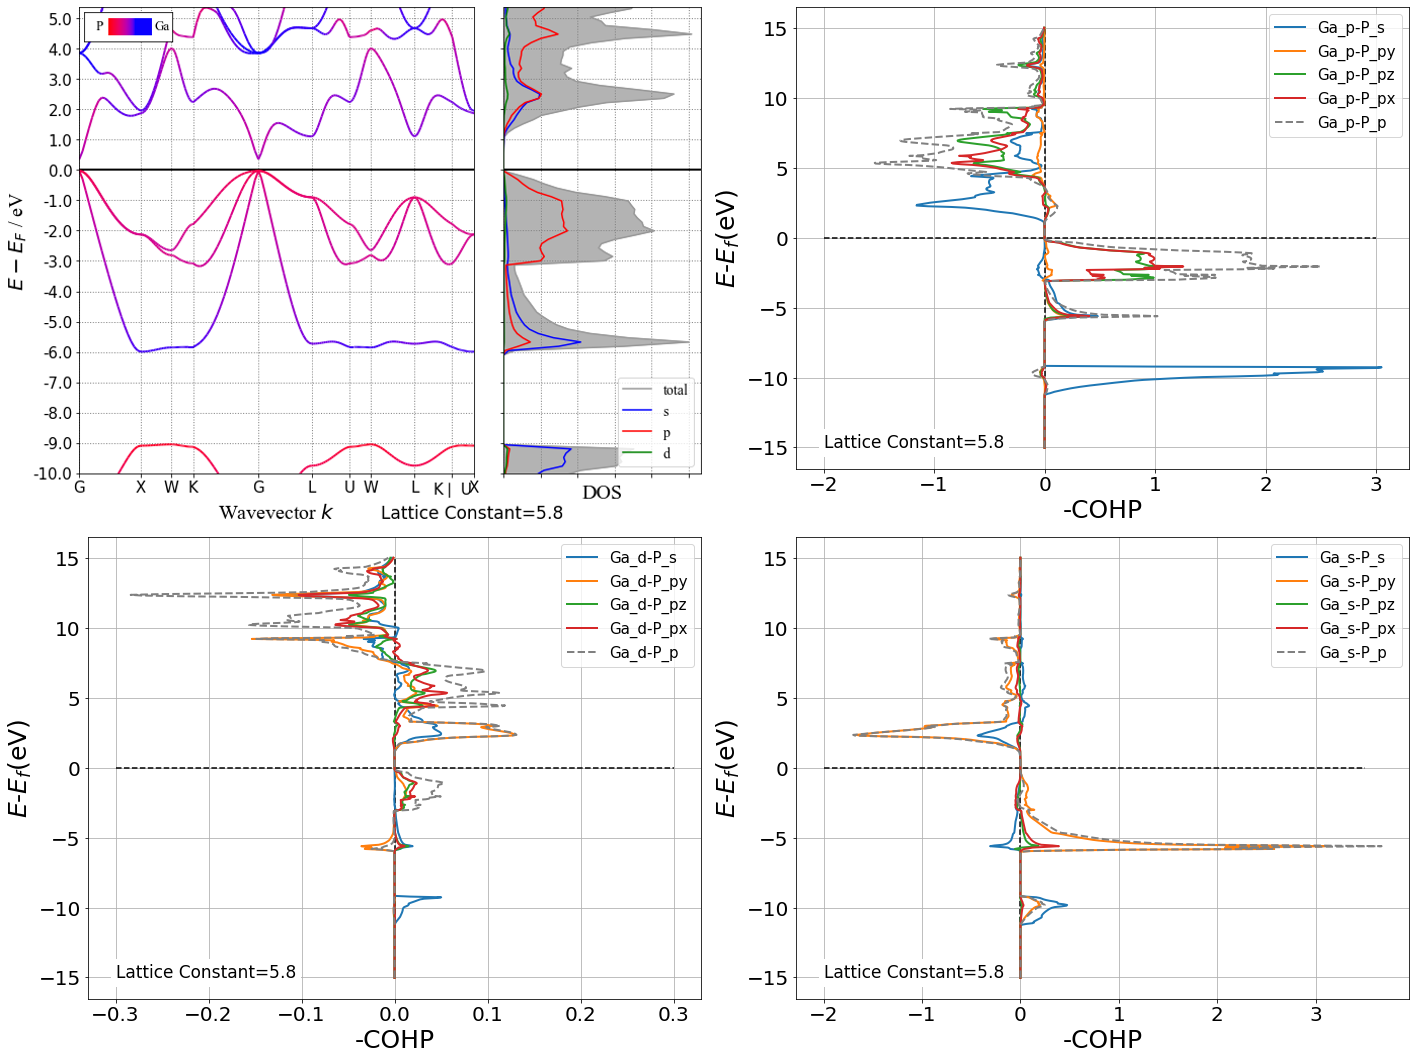 P Ga
5.0
4.0
3.0
2.0
1.0
0.0
-1.0
-2.0
-3.0
-4.0
-5.0
-6.0
-7.0
-8.0
-9.0
-10.0
E − E_F / eV
G X W K G L U W L K | U X
Wavevector k
Lattice Constant=5.8
total
s
p
d
DOS
15
10
5
0
−5
−10
−15
E-E_f(eV)
Ga_p-P_s
Ga_p-P_py
Ga_p-P_pz
Ga_p-P_px
Ga_p-P_p
Lattice Constant=5.8
−2 −1 0 1 2 3
-COHP
15
10
5
0
−5
−10
−15
E-E_f(eV)
Ga_d-P_s
Ga_d-P_py
Ga_d-P_pz
Ga_d-P_px
Ga_d-P_p
Lattice Constant=5.8
−0.3 −0.2 −0.1 0.0 0.1 0.2 0.3
-COHP
15
10
5
0
−5
−10
−15
E-E_f(eV)
Ga_s-P_s
Ga_s-P_py
Ga_s-P_pz
Ga_s-P_px
Ga_s-P_p
Lattice Constant=5.8
−2 −1 0 1 2 3
-COHP